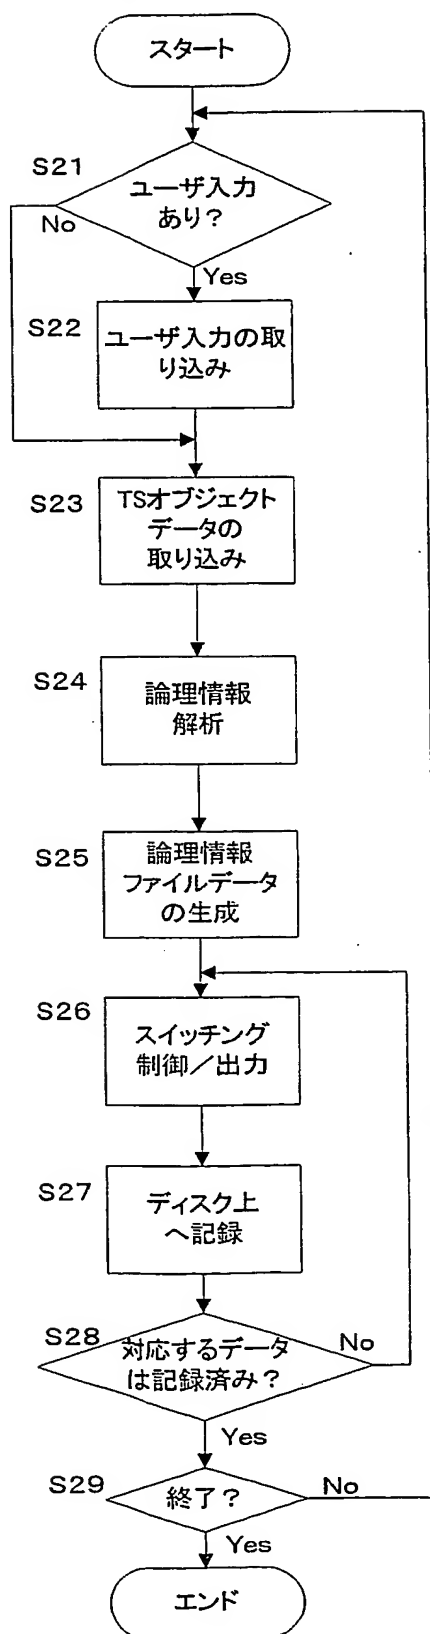 スタート
S21
ユーザ入力
あり？
No
Yes
S22
ユーザ入力の取
り込み
S23
TSオブジェクト
データの
取り込み
S24
論理情報
解析
S25
論理情報
ファイルデータ
の生成
S26
スイッチング
制御／出力
S27
ディスク上
へ記録
S28
対応するデータ
は記録済み？
No
Yes
S29
終了？
No
Yes
エンド